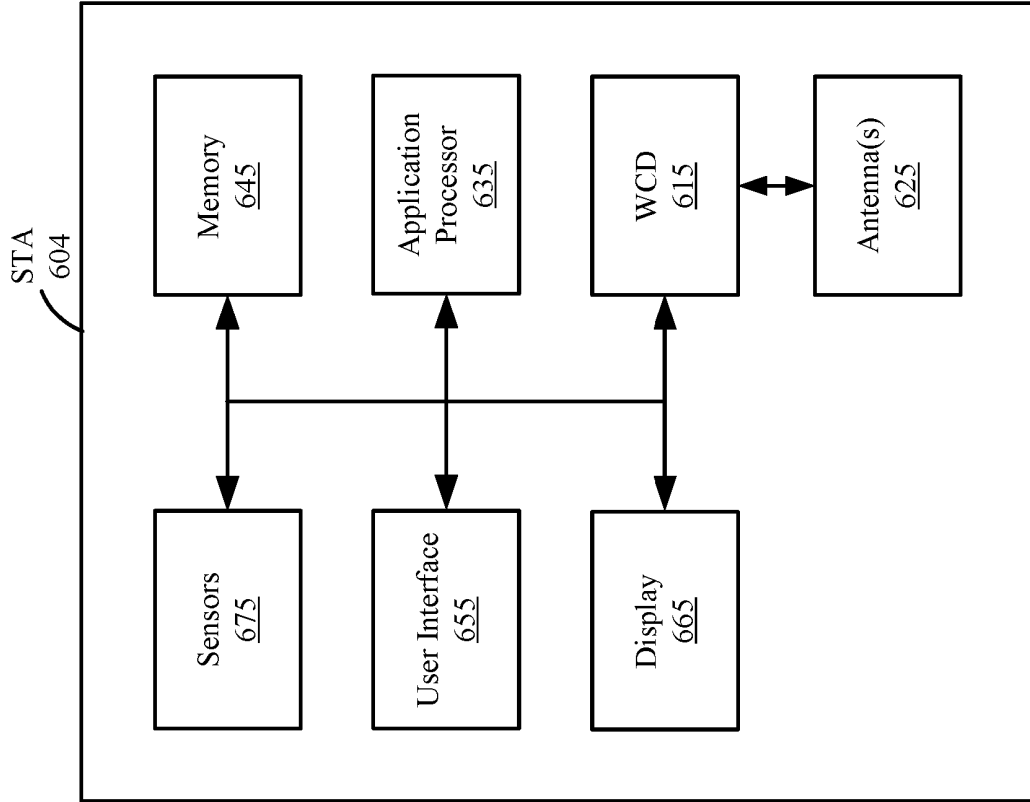 STA
604
Sensors
675
Memory
645
User Interface
655
Application
Processor
635
Display
665
WCD
615
Antenna(s)
625